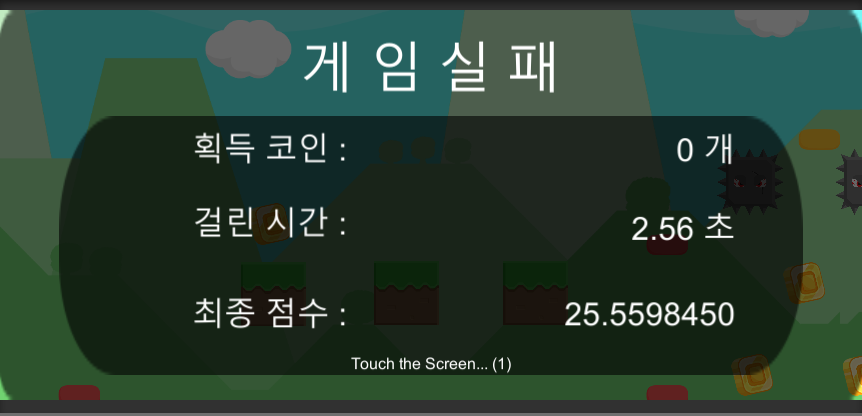 게 임 실 패
획득 코인 : 0 개
걸린 시간 : 2.56 초
최종 점수 : 25.5598450
Touch the Screen... (1)